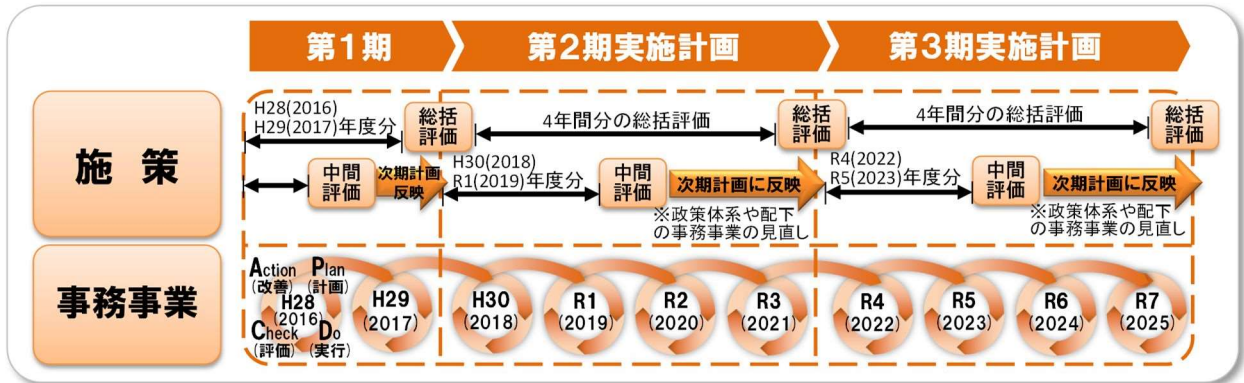 第1期
第2期実施計画
第3期実施計画
施 策
H28(2016)
H29(2017)年度分
総括
評価
4年間分の総括評価
総括
評価
4年間分の総括評価
総括
評価
中間
評価
次期計画
反映
H30(2018)
R1(2019)年度分
中間
評価
次期計画に反映
※政策体系や配下
の事務事業の見直し
R4(2022)
R5(2023)年度分
中間
評価
次期計画に反映
※政策体系や配下
の事務事業の見直し
事務事業
Action Plan
(改善) (計画)
H28
(2016)
Check Do
(評価) (実行)
H29
(2017)
H30
(2018)
R1
(2019)
R2
(2020)
R3
(2021)
R4
(2022)
R5
(2023)
R6
(2024)
R7
(2025)